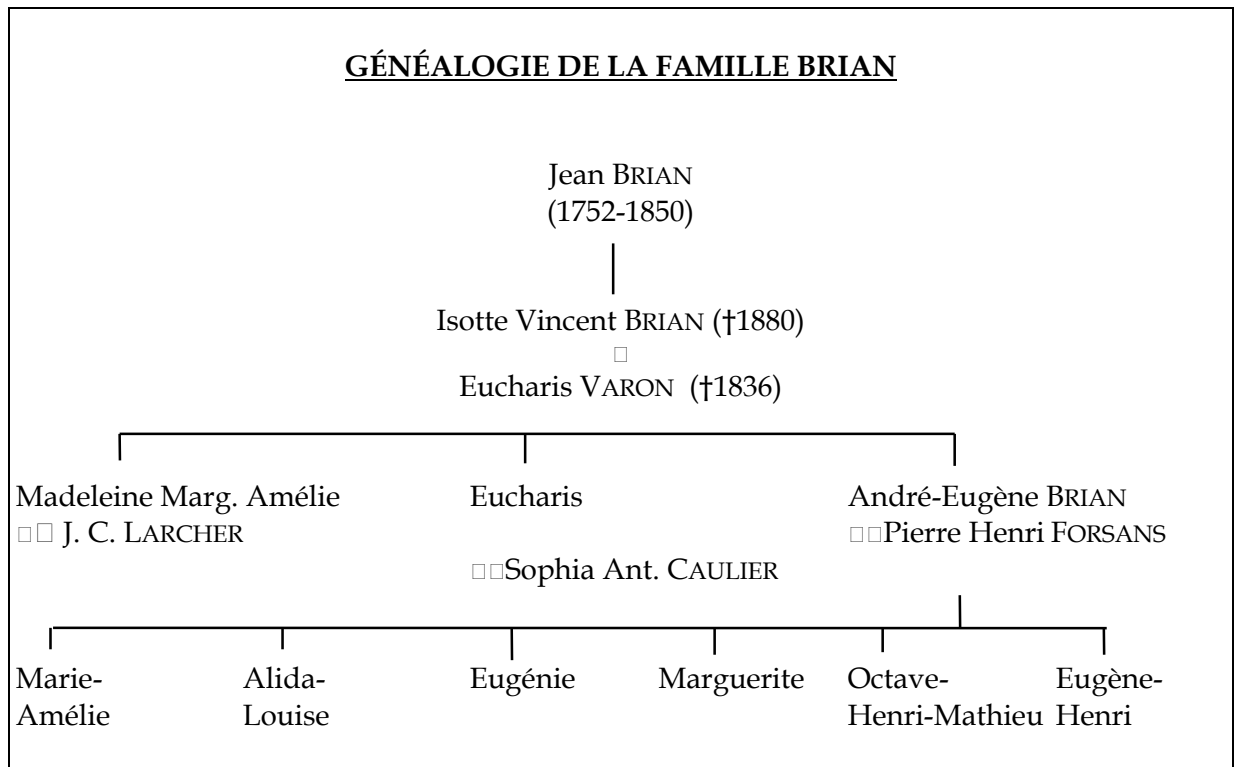 GÉNÉALOGIE DE LA FAMILLE BRIAN
Jean BRIAN
(1752-1850)
Isotte Vincent BRIAN (†1880)
□
Eucharis VARON (†1836)
Madeleine Marg. Amélie Eucharis André-Eugène BRIAN
□□ J. C. LARCHER □□Pierre Henri FORSANS
□□Sophia Ant. CAULIER
Marie- Alida- Eugénie Marguerite Octave- Eugène-
Amélie Louise Henri-Mathieu Henri